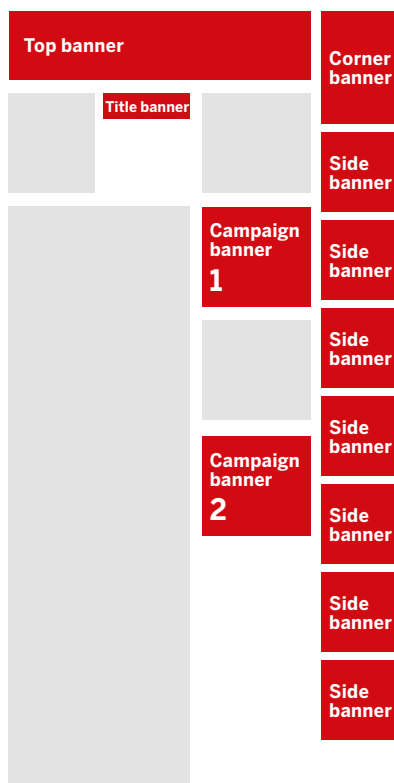 Top banner
Corner
banner
Title banner
Side
banner
Campaign
banner
1
Side
banner
Side
banner
Side
banner
Campaign
banner
2
Side
banner
Side
banner
Side
banner